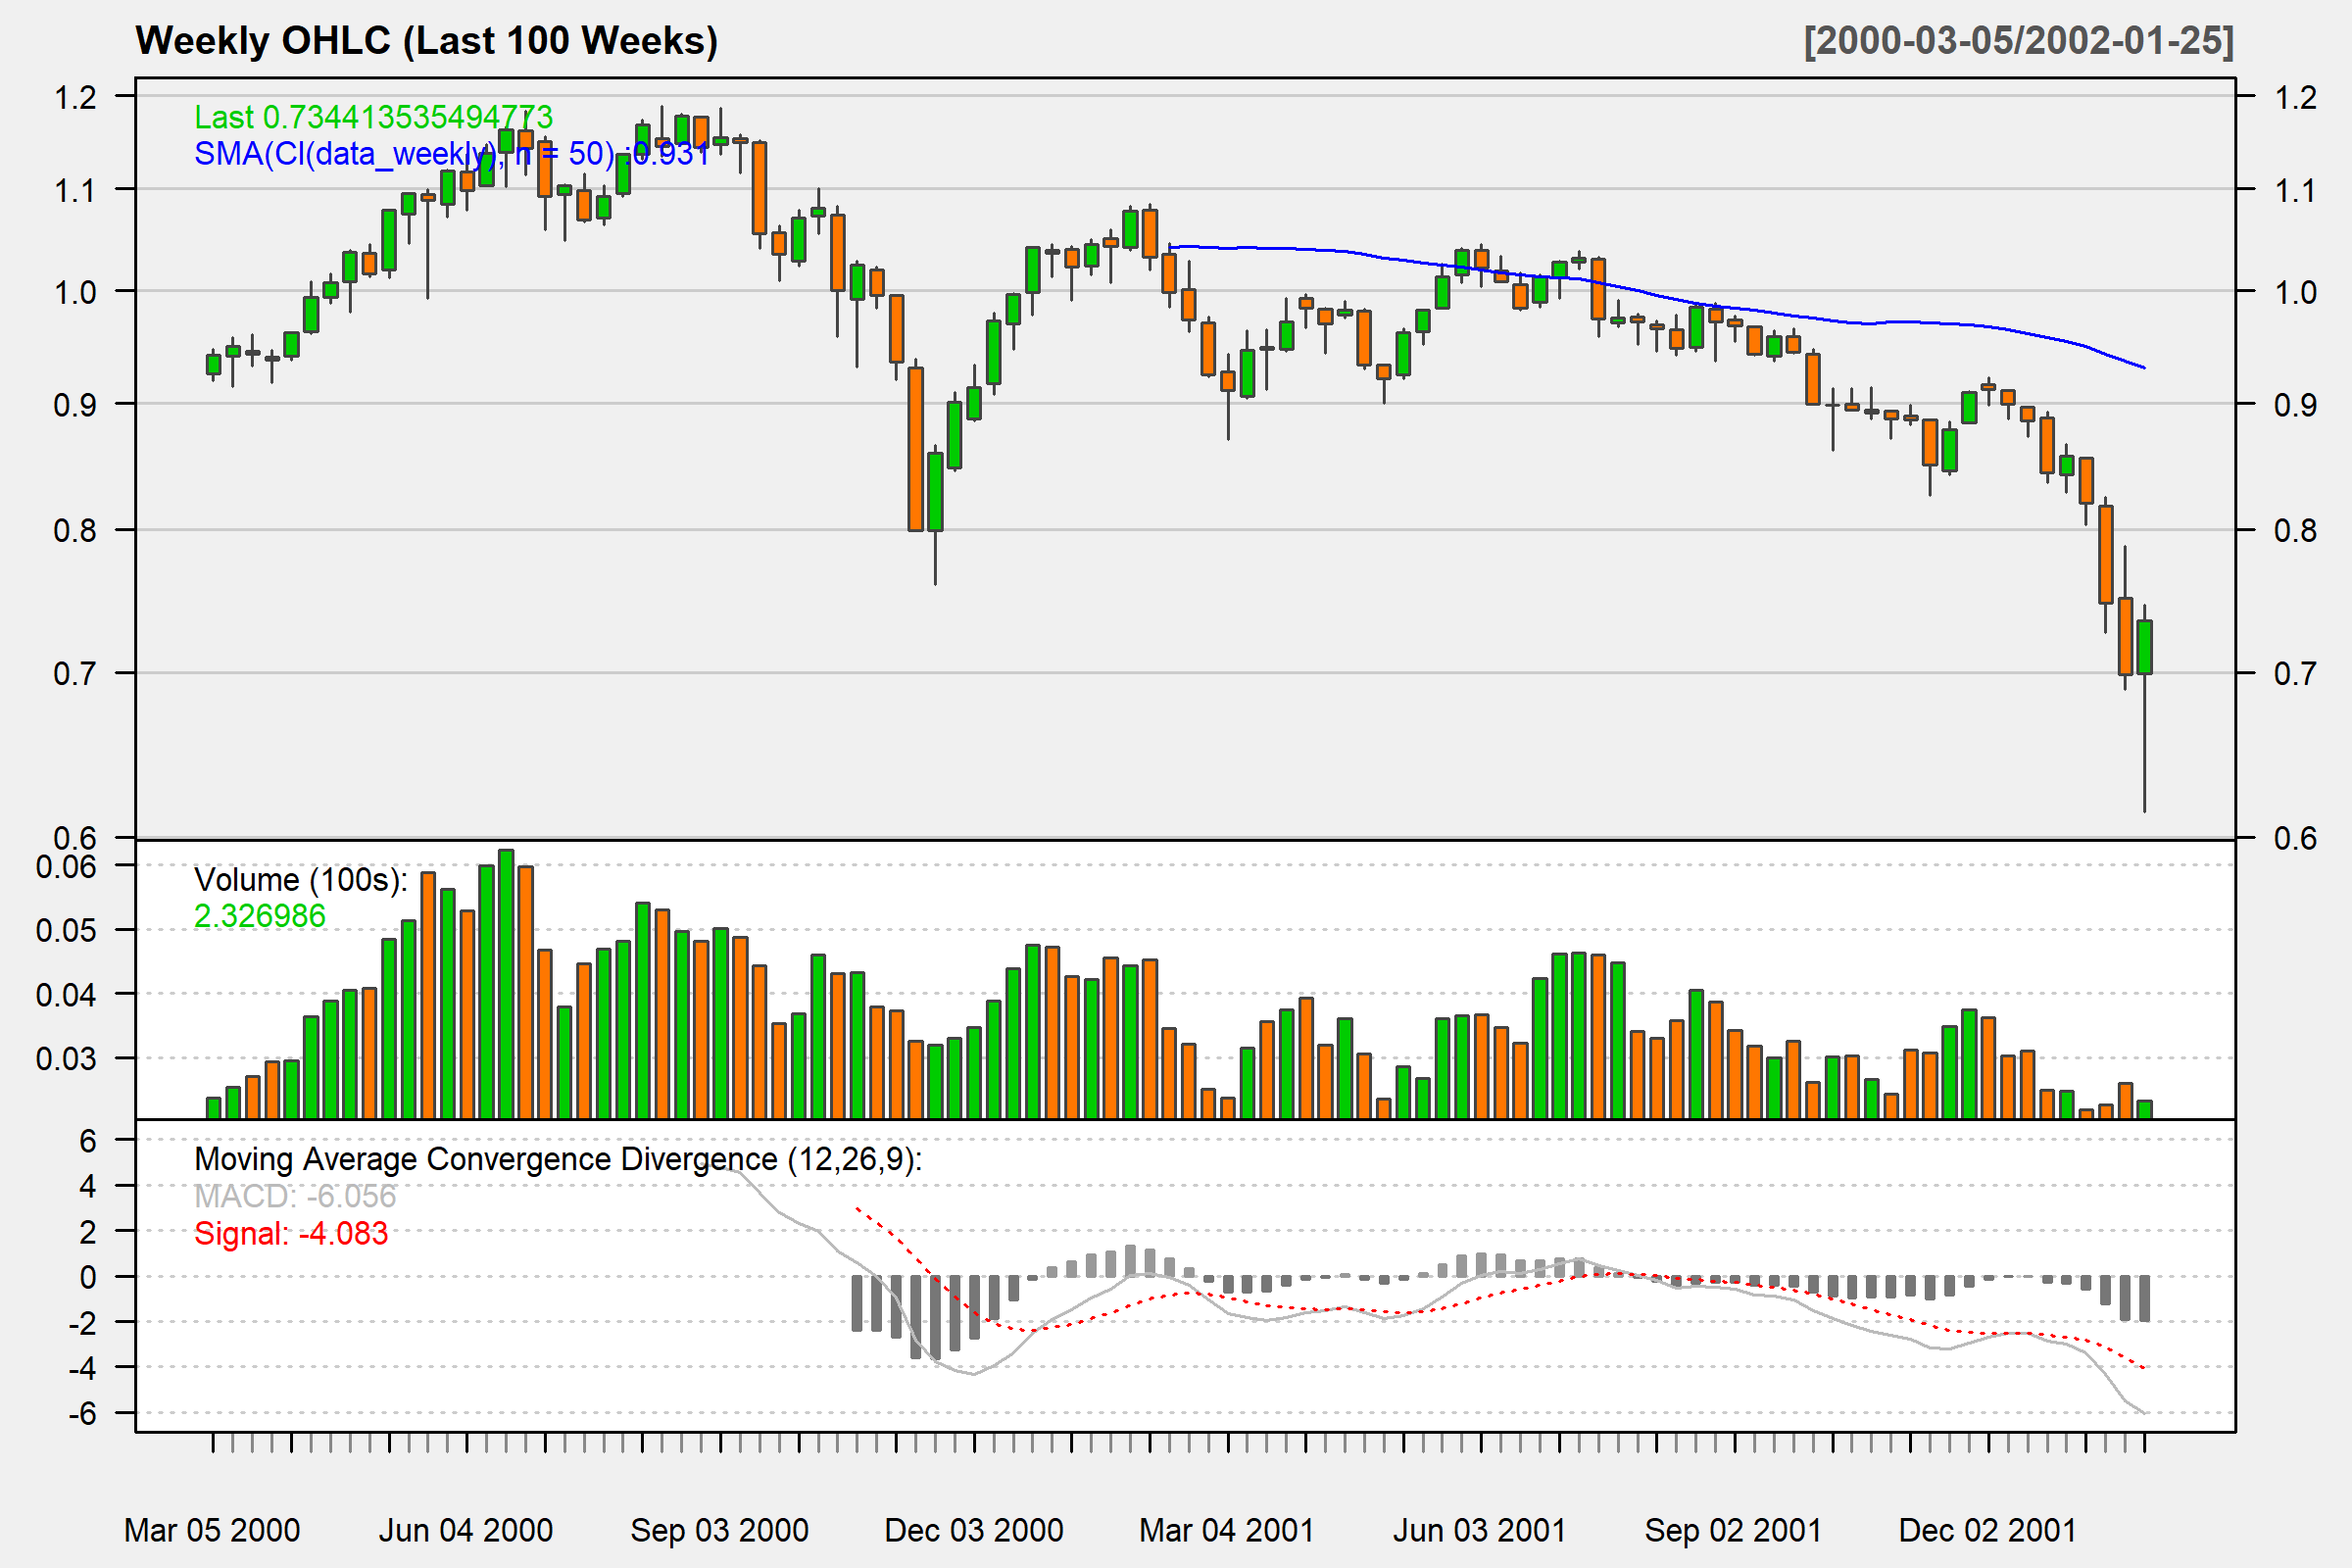 Weekly OHLC (Last 100 Weeks)
[2000-03-05/2002-01-25]
Last 0.734413535494773
SMA(Cl(data_weekly), n = 50) :0.931
1.2
1.1
1.0
0.9
0.8
0.7
0.6
1.2
1.1
1.0
0.9
0.8
0.7
0.6
Volume (100s):
2.326986
0.06
0.05
0.04
0.03
Moving Average Convergence Divergence (12,26,9):
MACD: -6.056
Signal: -4.083
6
4
2
0
-2
-4
-6
Mar 05 2000
Jun 04 2000
Sep 03 2000
Dec 03 2000
Mar 04 2001
Jun 03 2001
Sep 02 2001
Dec 02 2001